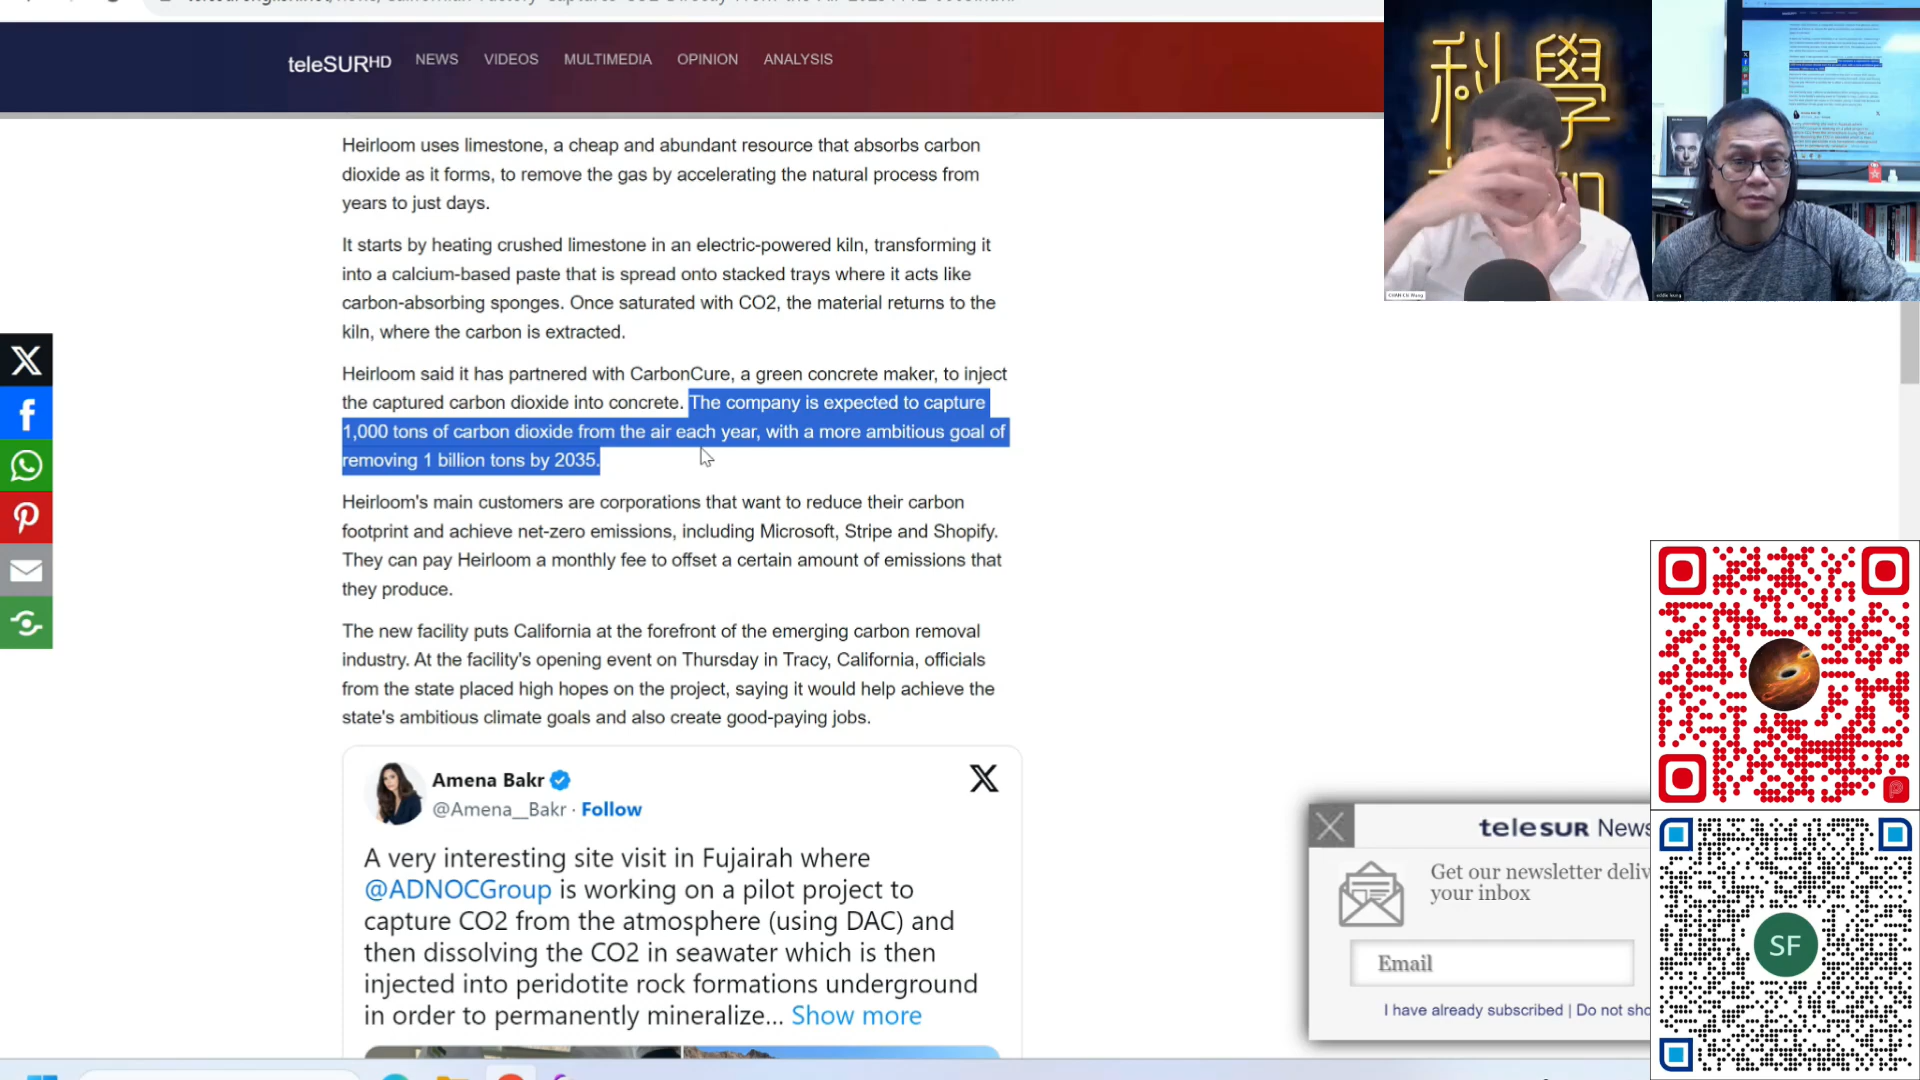 teleSURHD NEWS VIDEOS MULTIMEDIA OPINION ANALYSIS
Heirloom uses limestone, a cheap and abundant resource that absorbs carbon
dioxide as it forms, to remove the gas by accelerating the natural process from
years to just days.
It starts by heating crushed limestone in an electric-powered kiln, transforming it
into a calcium-based paste that is spread onto stacked trays where it acts like
carbon-absorbing sponges. Once saturated with CO2, the material returns to the
kiln, where the carbon is extracted.
Heirloom said it has partnered with CarbonCure, a green concrete maker, to inject
the captured carbon dioxide into concrete. The company is expected to capture
1,000 tons of carbon dioxide from the air each year, with a more ambitious goal of
removing 1 billion tons by 2035.
Heirloom's main customers are corporations that want to reduce their carbon
footprint and achieve net-zero emissions, including Microsoft, Stripe and Shopify.
They can pay Heirloom a monthly fee to offset a certain amount of emissions that
they produce.
The new facility puts California at the forefront of the emerging carbon removal
industry. At the facility's opening event on Thursday in Tracy, California, officials
from the state placed high hopes on the project, saying it would help achieve the
state's ambitious climate goals and also create good-paying jobs.
Amena Bakr
@Amena__Bakr · Follow
A very interesting site visit in Fujairah where
@ADNOCGroup is working on a pilot project to
capture CO2 from the atmosphere (using DAC) and
then dissolving the CO2 in seawater which is then
injected into peridotite rock formations underground
in order to permanently mineralize... Show more
科學
teleSUR News
Get our newsletter deliv
your inbox
Email
I have already subscribed | Do not sho
SF